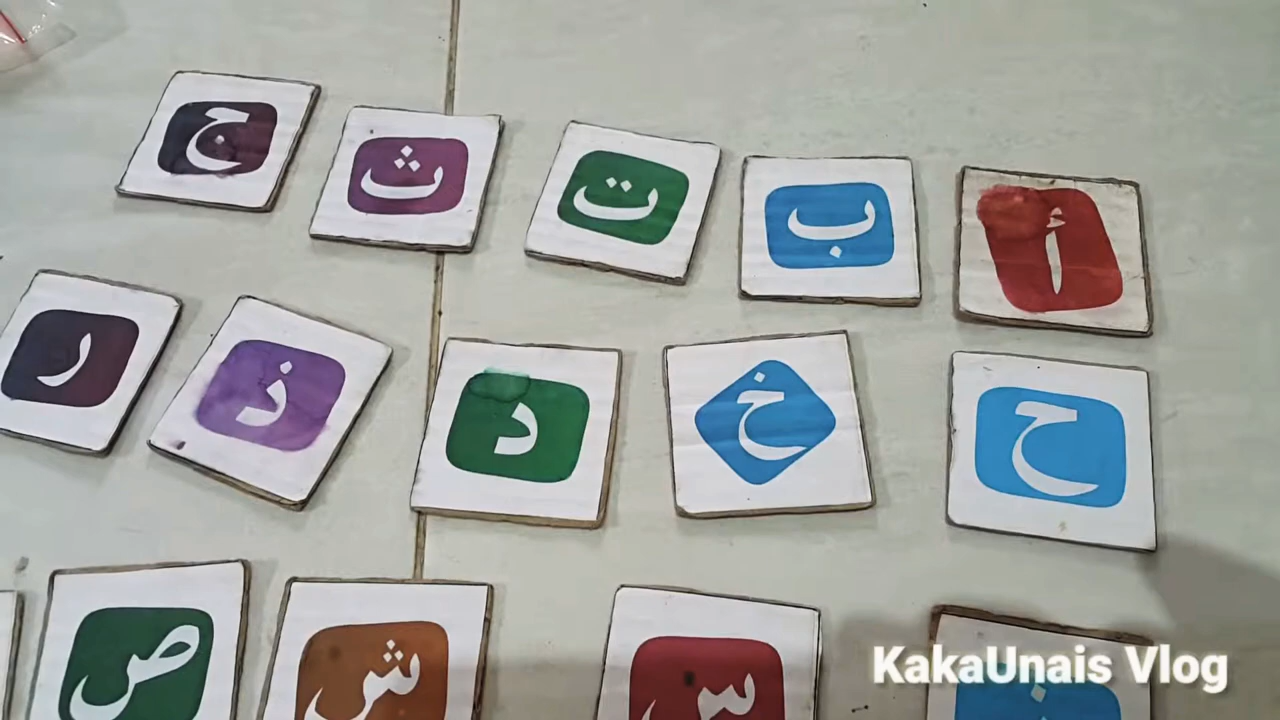 أ ب ت ث ج
ح خ د ذ ر
ز س ش ص
KakaUnais Vlog